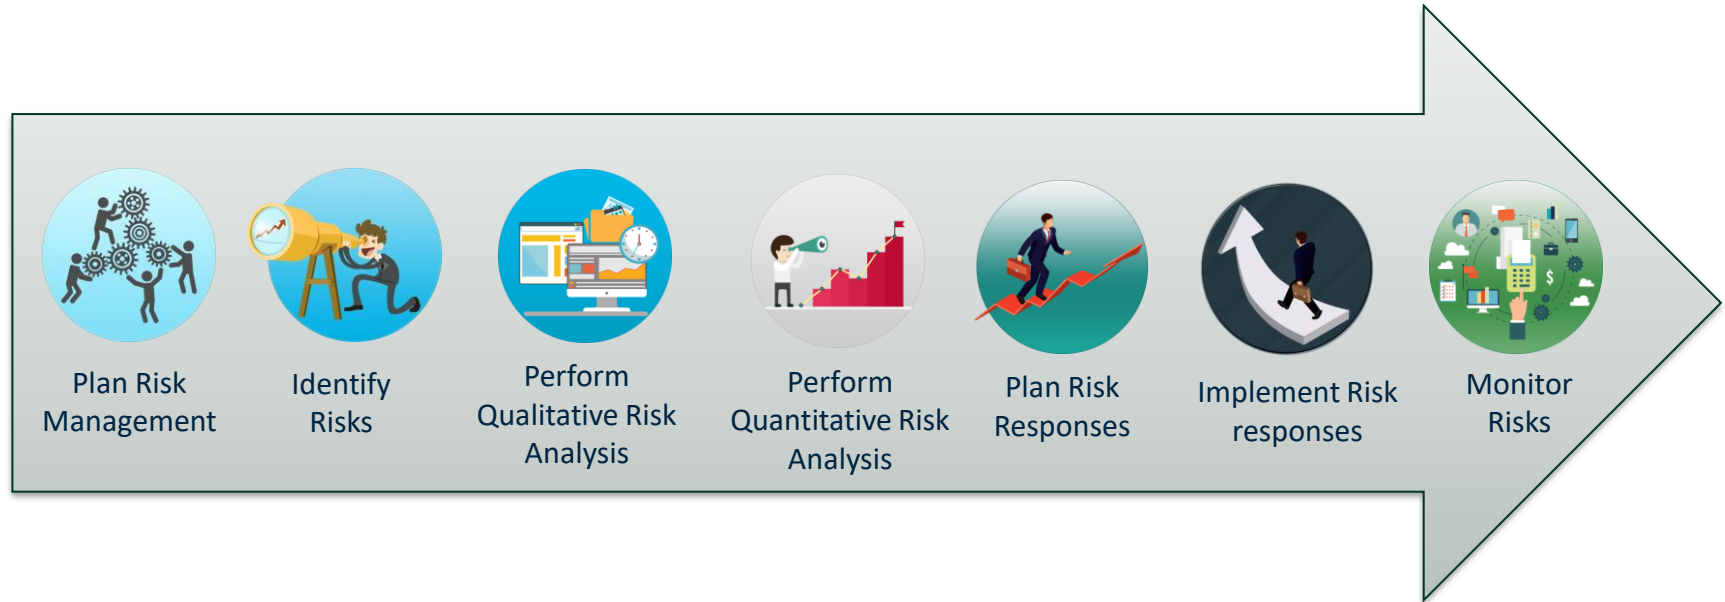 Plan Risk
Management
Identify
Risks
Perform
Qualitative Risk
Analysis
Perform
Quantitative Risk
Analysis
Plan Risk
Responses
Implement Risk
responses
Monitor
Risks
$